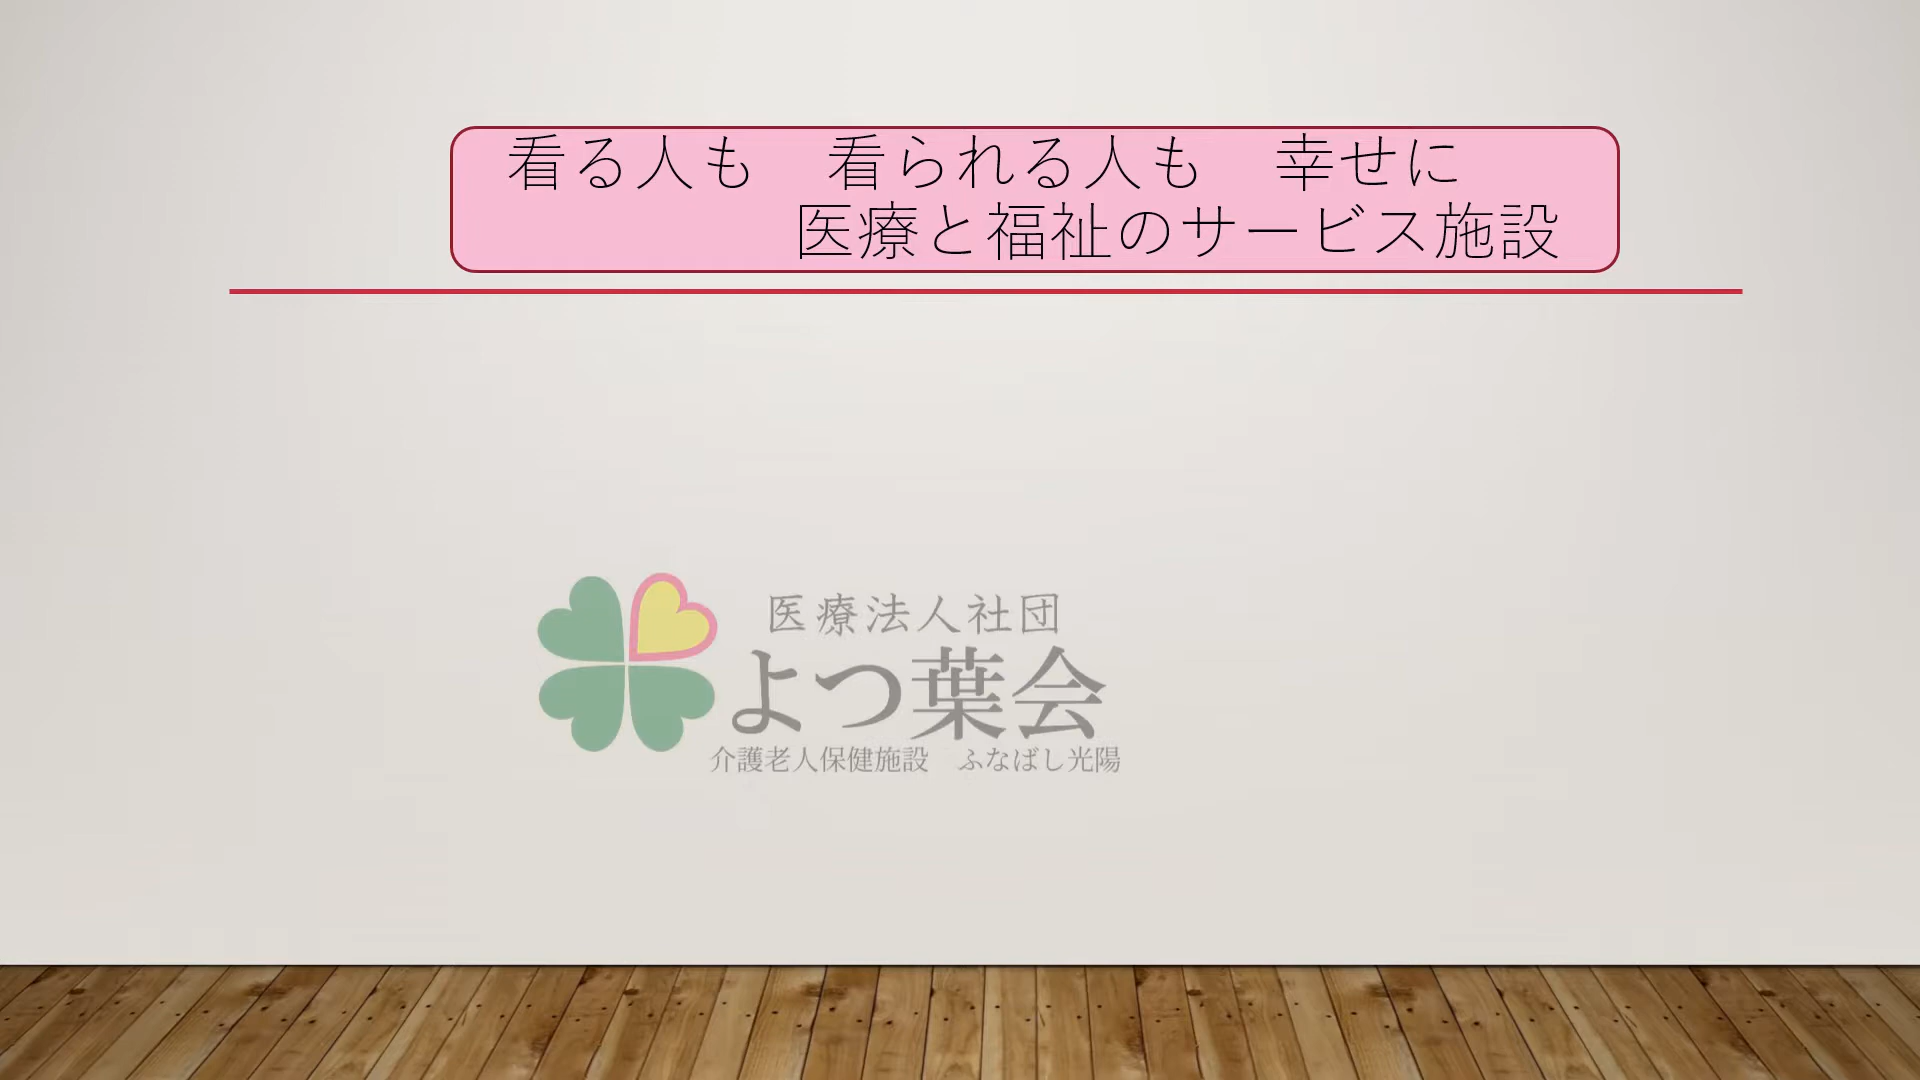 看る人も　看られる人も　幸せに
医療と福祉のサービス施設
医療法人社団
よつ葉会
介護老人保健施設　ふなばし光陽